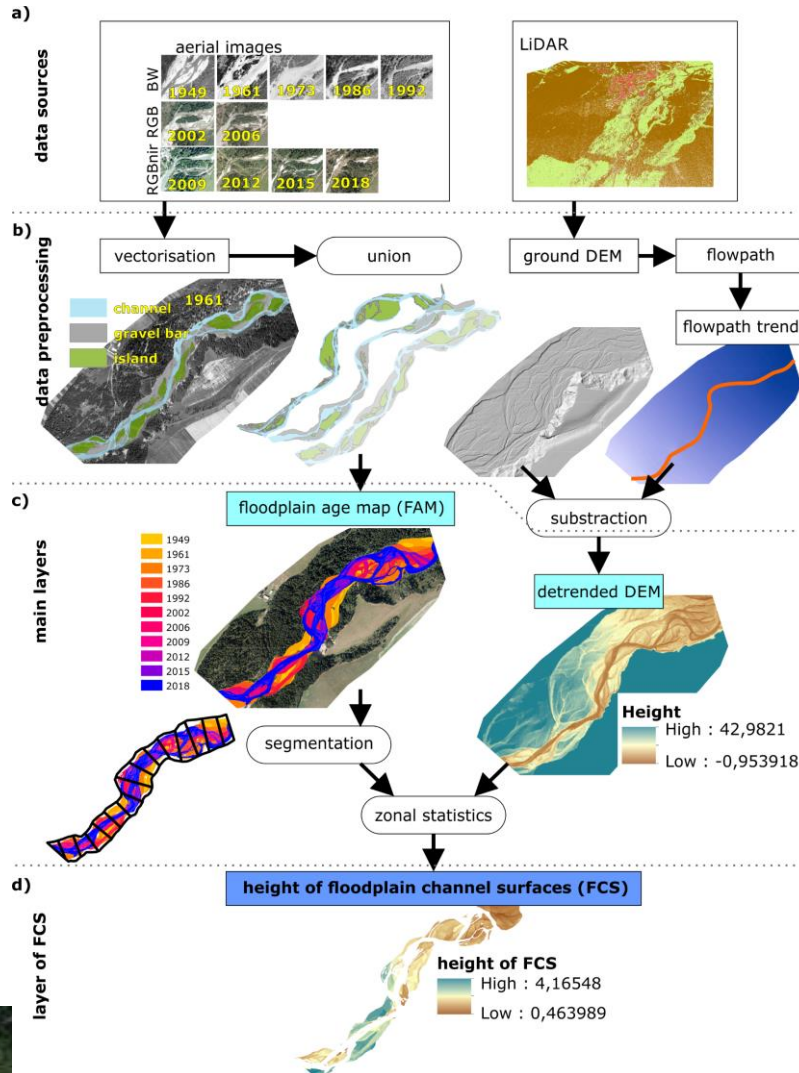 a)
data sources
aerial images
BW
1949
1961
1973
1986
1992
RGB
2002
2006
RGBnir
2009
2012
2015
2018
LiDAR
b)
data preprocessing
vectorisation
union
ground DEM
flowpath
flowpath trend
1961
channel
gravel bar
island
substraction
c)
main layers
floodplain age map (FAM)
1949
1961
1973
1986
1992
2002
2006
2009
2012
2015
2018
detrended DEM
Height
High : 42,9821
Low : -0,953918
segmentation
zonal statistics
d)
layer of FCS
height of floodplain channel surfaces (FCS)
height of FCS
High : 4,16548
Low : 0,463989